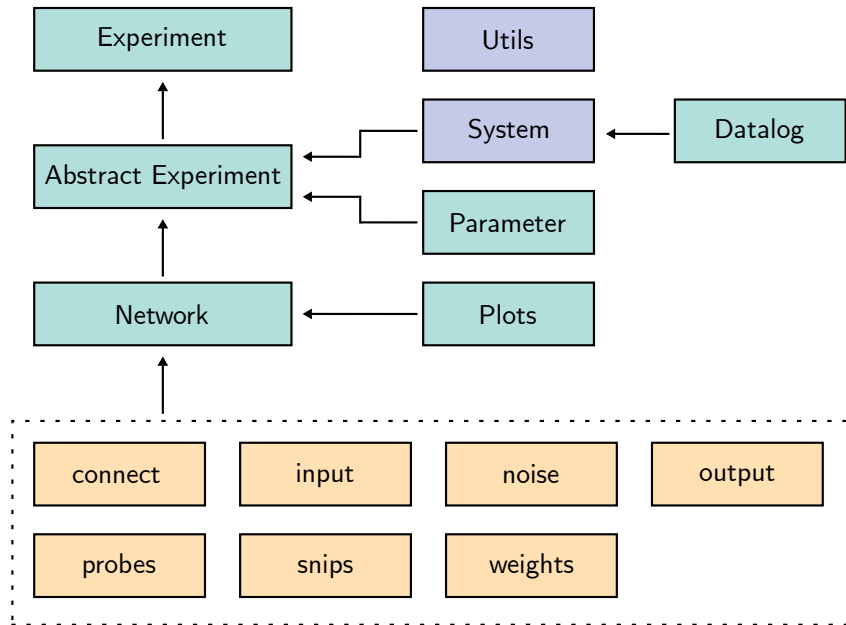 Experiment
Utils
System
Datalog
Abstract Experiment
Parameter
Network
Plots
connect
input
noise
output
probes
snips
weights